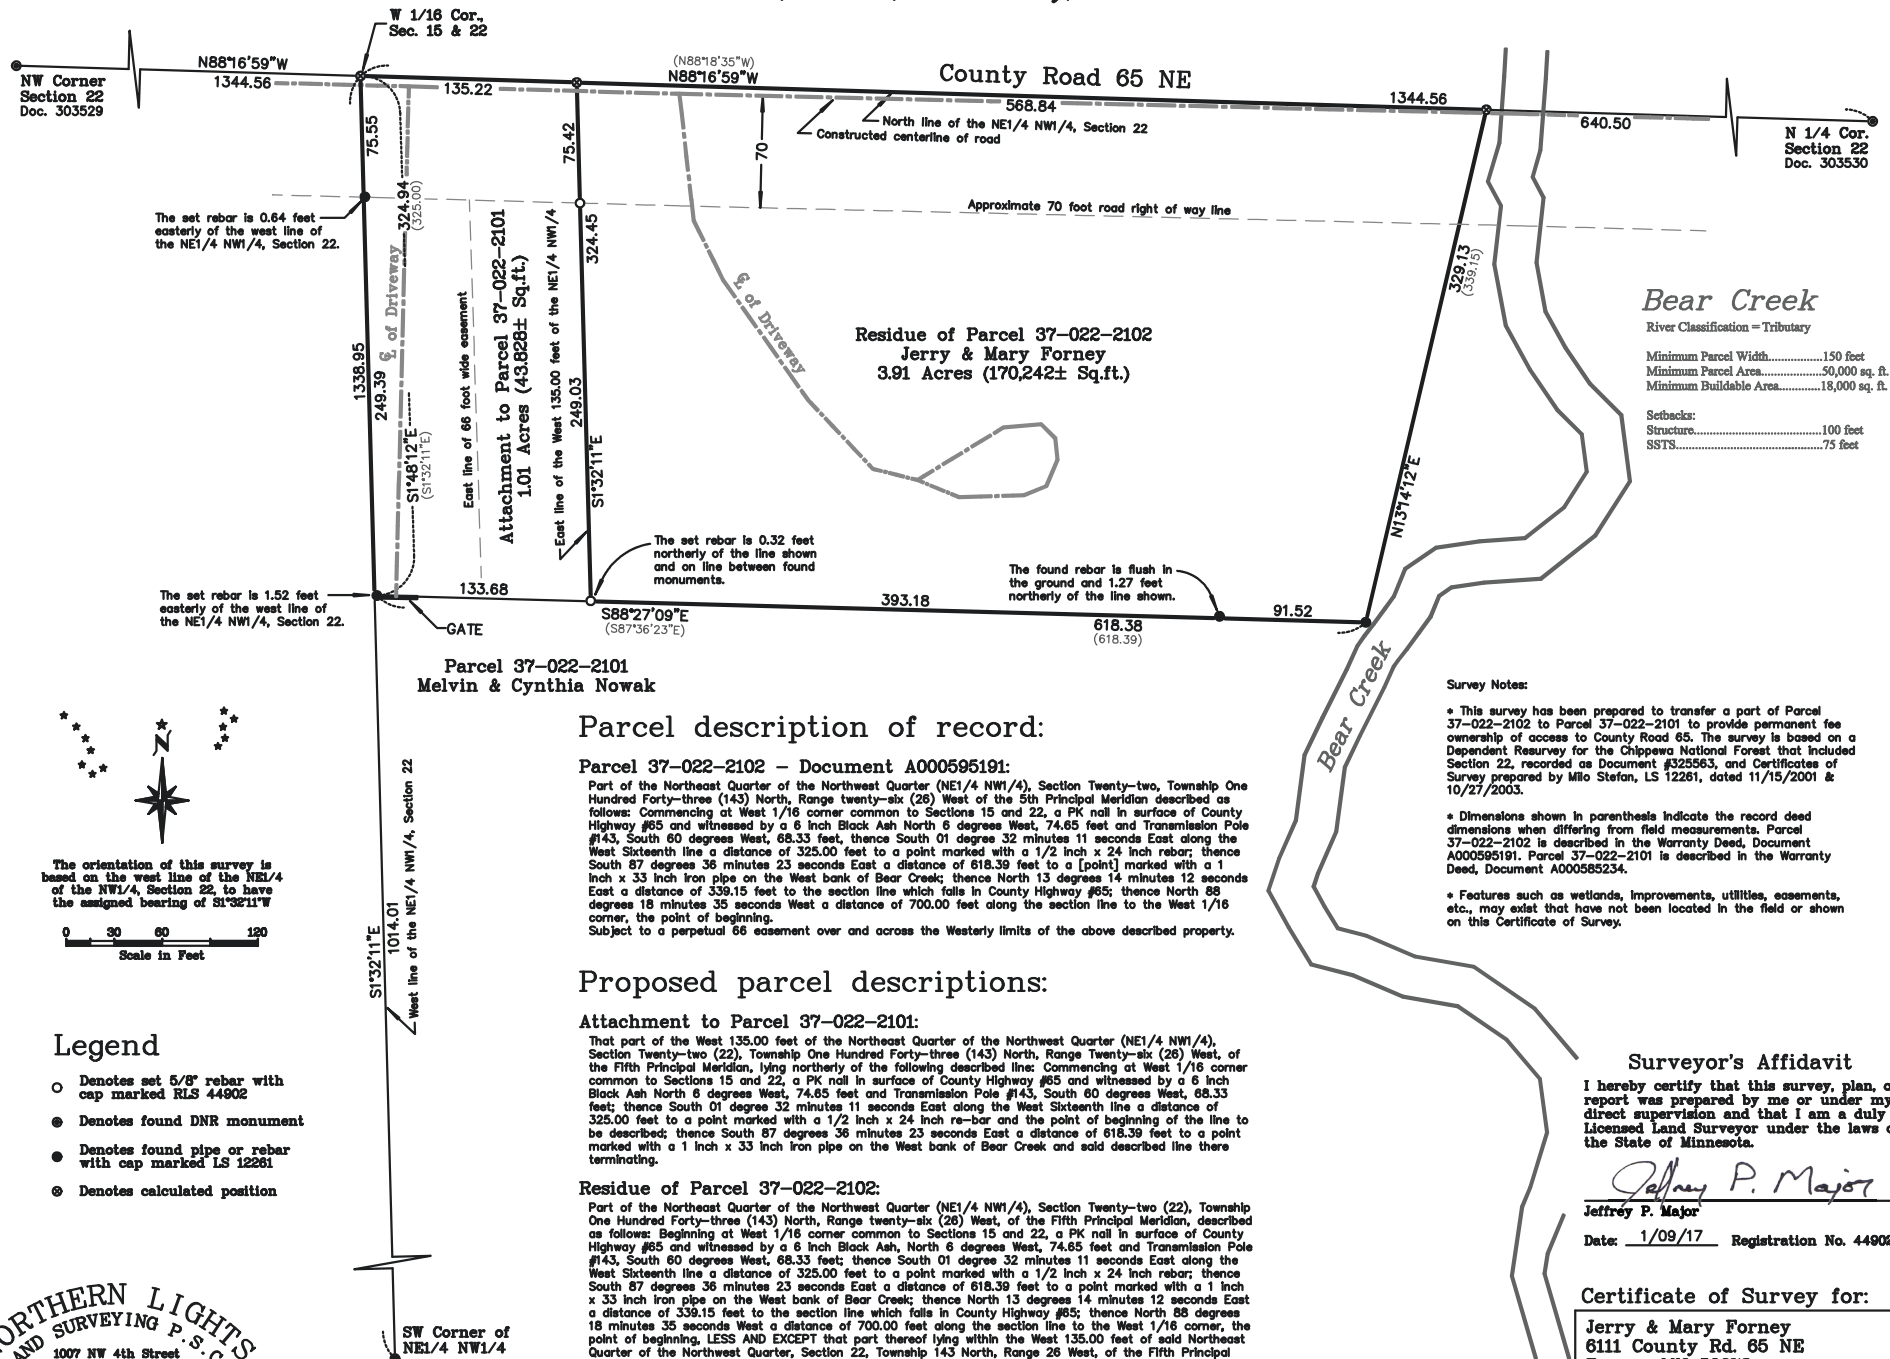 W 1/16 Cor.,
Sec. 15 & 22
N88°16'59"W
1344.56
NW Corner
Section 22
Doc. 303529
135.22
(N88°18'35"W)
N88°16'59"W
County Road 65 NE
568.84
1344.56
640.50
N 1/4 Cor.
Section 22
Doc. 303530
North line of the NE1/4 NW1/4, Section 22
Constructed centerline of road
70
75.55
75.42
324.94
(325.00)
The set rebar is 0.64 feet
easterly of the west line of
the NE1/4 NW1/4, Section 22.
Approximate 70 foot road right of way line
℄ of Driveway
East line of 66 foot wide easement
Attachment to Parcel 37-022-2101
1.01 Acres (43,828± Sq.ft.)
East line of the West 135.00 feet of the NE1/4 NW1/4
324.45
249.03
S1°32'11"E
1338.95
249.39
S1°48'12"E
(S1°32'11"E)
℄ of Driveway
Residue of Parcel 37-022-2102
Jerry & Mary Forney
3.91 Acres (170,242± Sq.ft.)
329.13
(339.15)
N13°14'12"E
Bear Creek
River Classification = Tributary
Minimum Parcel Width.................150 feet
Minimum Parcel Area...................50,000 sq. ft.
Minimum Buildable Area.............18,000 sq. ft.
Setbacks:
Structure.........................................100 feet
SSTS...............................................75 feet
The set rebar is 0.32 feet
northerly of the line shown
and on line between found
monuments.
The found rebar is flush in
the ground and 1.27 feet
northerly of the line shown.
The set rebar is 1.52 feet
easterly of the west line of
the NE1/4 NW1/4, Section 22.
133.68
GATE
S88°27'09"E
(S87°36'23"E)
393.18
618.38
(618.39)
91.52
Parcel 37-022-2101
Melvin & Cynthia Nowak
Bear Creek
N
The orientation of this survey is
based on the west line of the NE1/4
of the NW1/4, Section 22, to have
the assigned bearing of S1°32'11"W
0 30 60 120
Scale in Feet
S1°32'11"E
1014.01
West line of the NE1/4 NW1/4, Section 22
Parcel description of record:
Parcel 37-022-2102 - Document A000595191:
Part of the Northeast Quarter of the Northwest Quarter (NE1/4 NW1/4), Section Twenty-two, Township One
Hundred Forty-three (143) North, Range twenty-six (26) West of the 5th Principal Meridian described as
follows: Commencing at West 1/16 corner common to Sections 15 and 22, a PK nail in surface of County
Highway #65 and witnessed by a 6 inch Black Ash North 6 degrees West, 74.65 feet and Transmission Pole
#143, South 60 degrees West, 68.33 feet, thence South 01 degree 32 minutes 11 seconds East along the
West Sixteenth line a distance of 325.00 feet to a point marked with a 1/2 inch x 24 inch rebar; thence
South 87 degrees 36 minutes 23 seconds East a distance of 618.39 feet to a [point] marked with a 1
inch x 33 inch iron pipe on the West bank of Bear Creek; thence North 13 degrees 14 minutes 12 seconds
East a distance of 339.15 feet to the section line which falls in County Highway #65; thence North 88
degrees 18 minutes 35 seconds West a distance of 700.00 feet along the section line to the West 1/16
corner, the point of beginning.
Subject to a perpetual 66 easement over and across the Westerly limits of the above described property.
Proposed parcel descriptions:
Attachment to Parcel 37-022-2101:
That part of the West 135.00 feet of the Northeast Quarter of the Northwest Quarter (NE1/4 NW1/4),
Section Twenty-two (22), Township One Hundred Forty-three (143) North, Range Twenty-six (26) West, of
the Fifth Principal Meridian, lying northerly of the following described line: Commencing at West 1/16 corner
common to Sections 15 and 22, a PK nail in surface of County Highway #65 and witnessed by a 6 inch
Black Ash North 6 degrees West, 74.65 feet and Transmission Pole #143, South 60 degrees West, 68.33
feet; thence South 01 degree 32 minutes 11 seconds East along the West Sixteenth line a distance of
325.00 feet to a point marked with a 1/2 inch x 24 inch re-bar and the point of beginning of the line to
be described; thence South 87 degrees 36 minutes 23 seconds East a distance of 618.39 feet to a point
marked with a 1 inch x 33 inch iron pipe on the West bank of Bear Creek and said described line there
terminating.
Residue of Parcel 37-022-2102:
Part of the Northeast Quarter of the Northwest Quarter (NE1/4 NW1/4), Section Twenty-two (22), Township
One Hundred Forty-three (143) North, Range twenty-six (26) West, of the Fifth Principal Meridian, described
as follows: Beginning at West 1/16 corner common to Sections 15 and 22, a PK nail in surface of County
Highway #65 and witnessed by a 6 inch Black Ash, North 6 degrees West, 74.65 feet and Transmission Pole
#143, South 60 degrees West, 68.33 feet; thence South 01 degree 32 minutes 11 seconds East along the
West Sixteenth line a distance of 325.00 feet to a point marked with a 1/2 inch x 24 inch rebar; thence
South 87 degrees 36 minutes 23 seconds East a distance of 618.39 feet to a point marked with a 1 inch
x 33 inch iron pipe on the West bank of Bear Creek; thence North 13 degrees 14 minutes 12 seconds East
a distance of 339.15 feet to the section line which falls in County Highway #65; thence North 88 degrees
18 minutes 35 seconds West a distance of 700.00 feet along the section line to the West 1/16 corner, the
point of beginning, LESS AND EXCEPT that part thereof lying within the West 135.00 feet of said Northeast
Quarter of the Northwest Quarter, Section 22, Township 143 North, Range 26 West, of the Fifth Principal
Survey Notes:
* This survey has been prepared to transfer a part of Parcel
37-022-2102 to Parcel 37-022-2101 to provide permanent fee
ownership of access to County Road 65. The survey is based on a
Dependent Resurvey for the Chippewa National Forest that included
Section 22, recorded as Document #325563, and Certificates of
Survey prepared by Milo Stefan, LS 12261, dated 11/15/2001 &
10/27/2003.
* Dimensions shown in parenthesis indicate the record deed
dimensions when differing from field measurements. Parcel
37-022-2102 is described in the Warranty Deed, Document
A000595191. Parcel 37-022-2101 is described in the Warranty
Deed, Document A000585234.
* Features such as wetlands, improvements, utilities, easements,
etc., may exist that have not been located in the field or shown
on this Certificate of Survey.
Legend
Denotes set 5/8" rebar with
cap marked RLS 44902
Denotes found DNR monument
Denotes found pipe or rebar
with cap marked LS 12261
Denotes calculated position
ORTHERN LIGHTS
AND SURVEYING P.S.C
1007 NW 4th Street
SW Corner of
NE1/4 NW1/4
Surveyor's Affidavit
I hereby certify that this survey, plan, o
report was prepared by me or under my
direct supervision and that I am a duly
Licensed Land Surveyor under the laws o
the State of Minnesota.
Jeffrey P. Major
Jeffrey P. Major
Date: 1/09/17 Registration No. 44902
Certificate of Survey for:
Jerry & Mary Forney
6111 County Rd. 65 NE